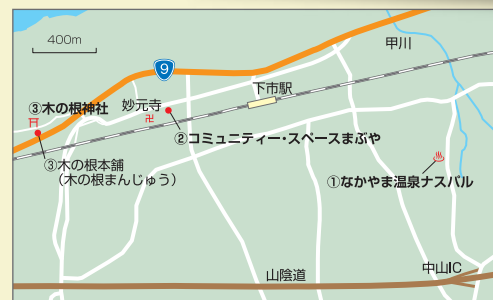 400m
9
甲川
下市駅
③木の根神社
妙元寺
②コミュニティー・スペースまぶや
③木の根本舗
(木の根まんじゅう)
①なかやま温泉ナスパル
山陰道
中山IC